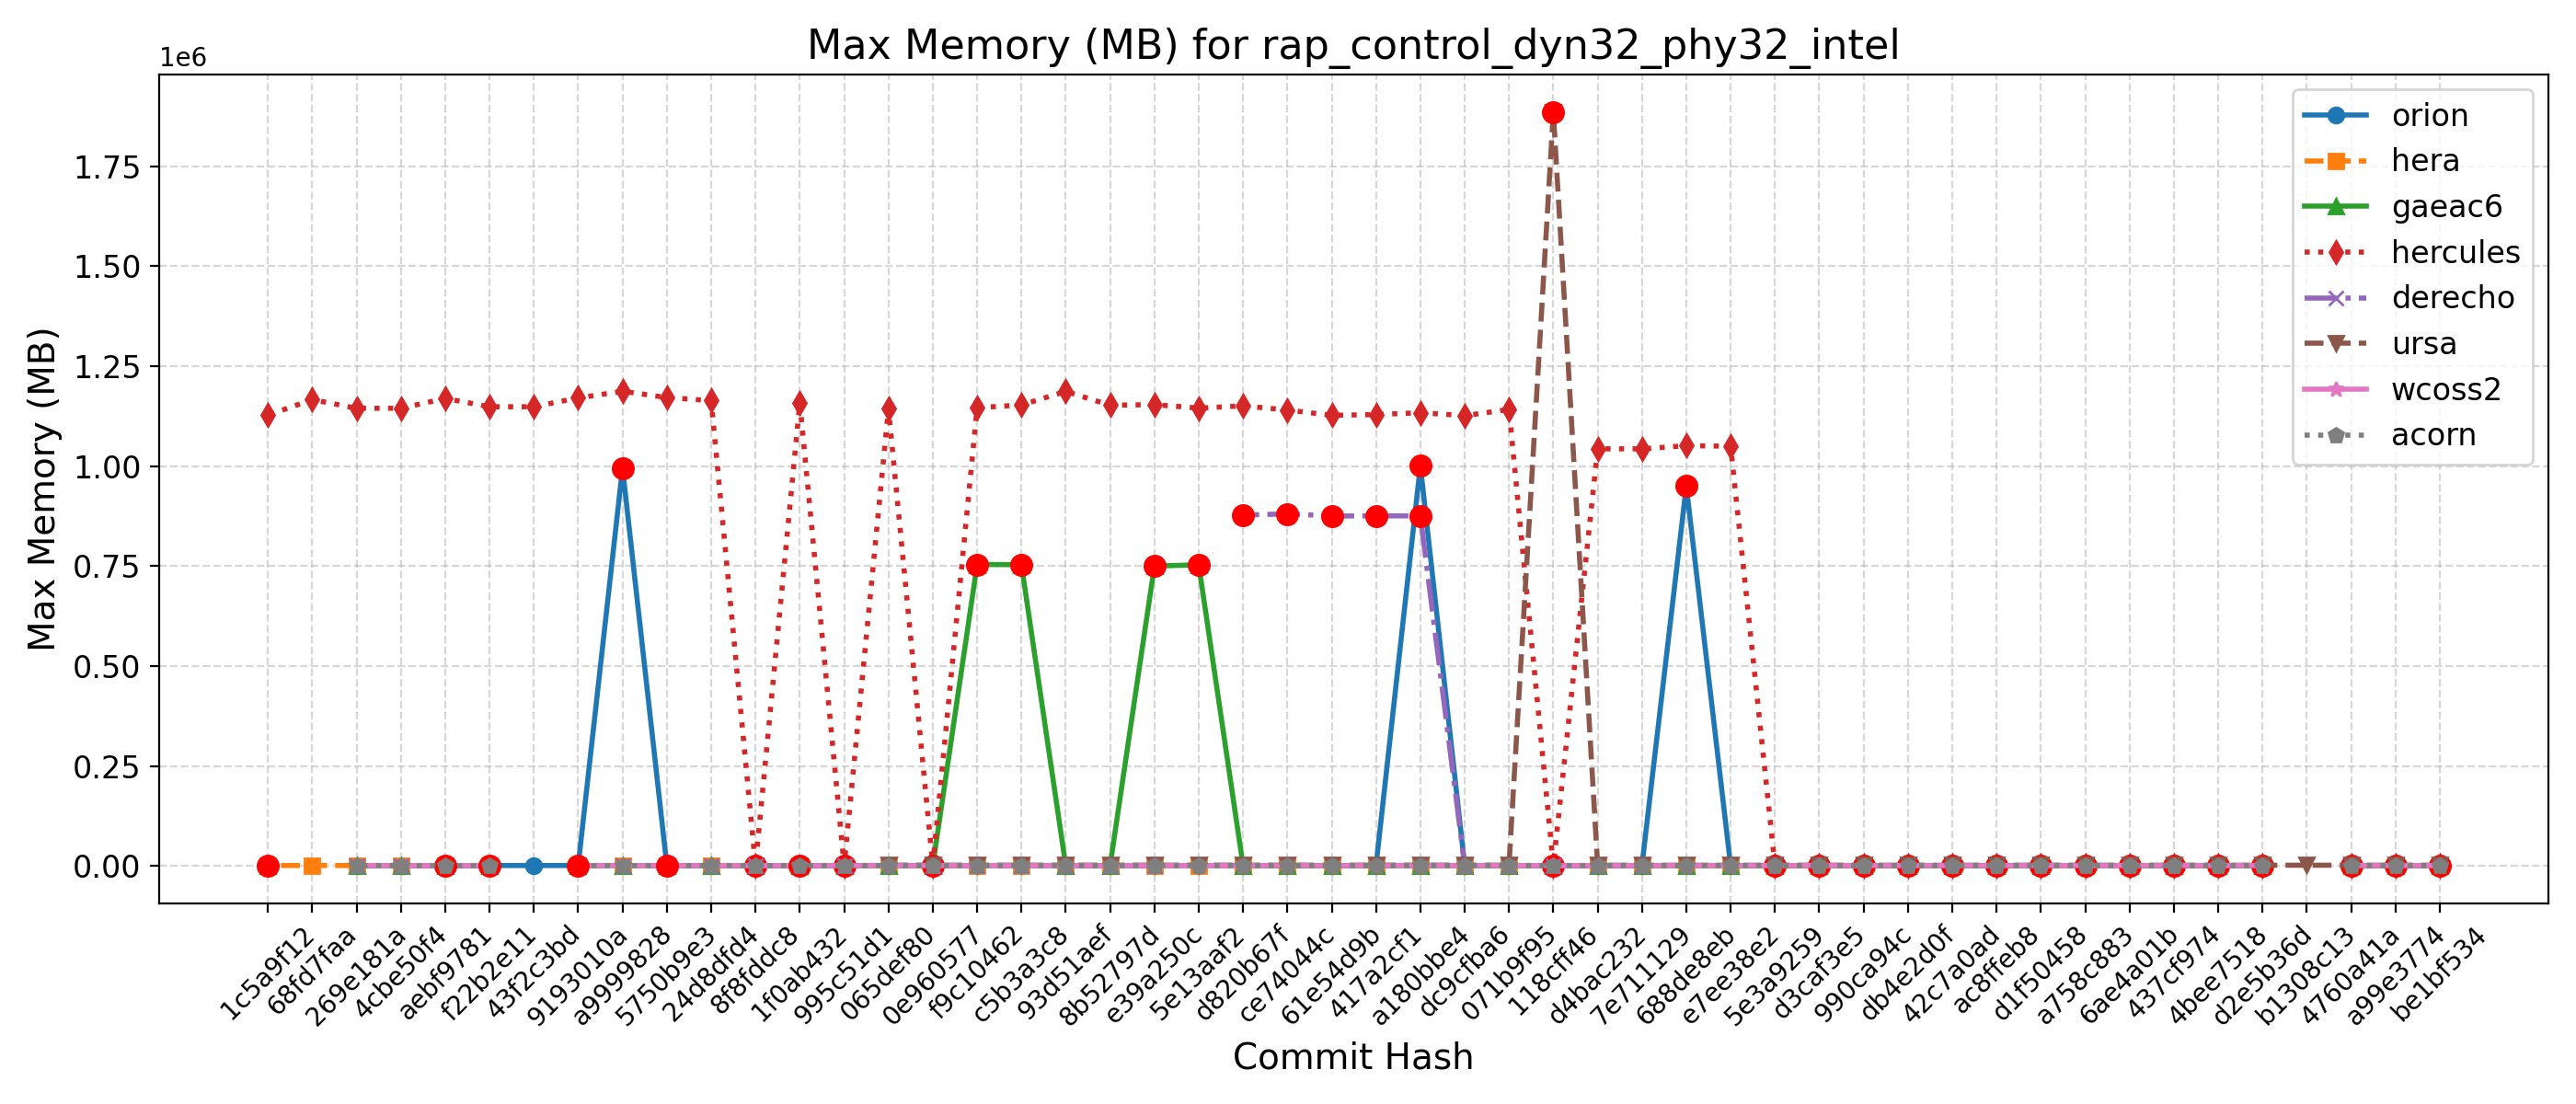 Max Memory (MB) for rap_control_dyn32_phy32_intel
1e6
1.75
1.50
1.25
1.00
0.75
0.50
0.25
0.00
Max Memory (MB)
orion
hera
gaeac6
hercules
derecho
ursa
wcoss2
acorn
1c5a9f12
68fd7faa
269e181a
4cbe50f4
aebf9781
f22b2e11
43f2c3bd
9193010a
a9999828
5750b9e3
24d8dfd4
8f8fddc8
1f0ab432
995c51d1
065def80
0e960577
f9c10462
c5b3a3c8
93d51aef
8b52797d
e39a250c
5e13aaf2
d820b67f
ce74044c
61e54d9b
417a2cf1
a180bbe4
dc9cfba6
071b9f95
118cff46
d4bac232
7e711129
688de8eb
e7ee38e2
5e3a9259
d3caf3e5
990ca94c
db4e2d0f
42c7a0ad
ac8ffeb8
d1f50458
a758c883
6ae4a01b
437cf974
4bee7518
d2e5b36d
b1308c13
4760a41a
a99e3774
be1bf534
Commit Hash